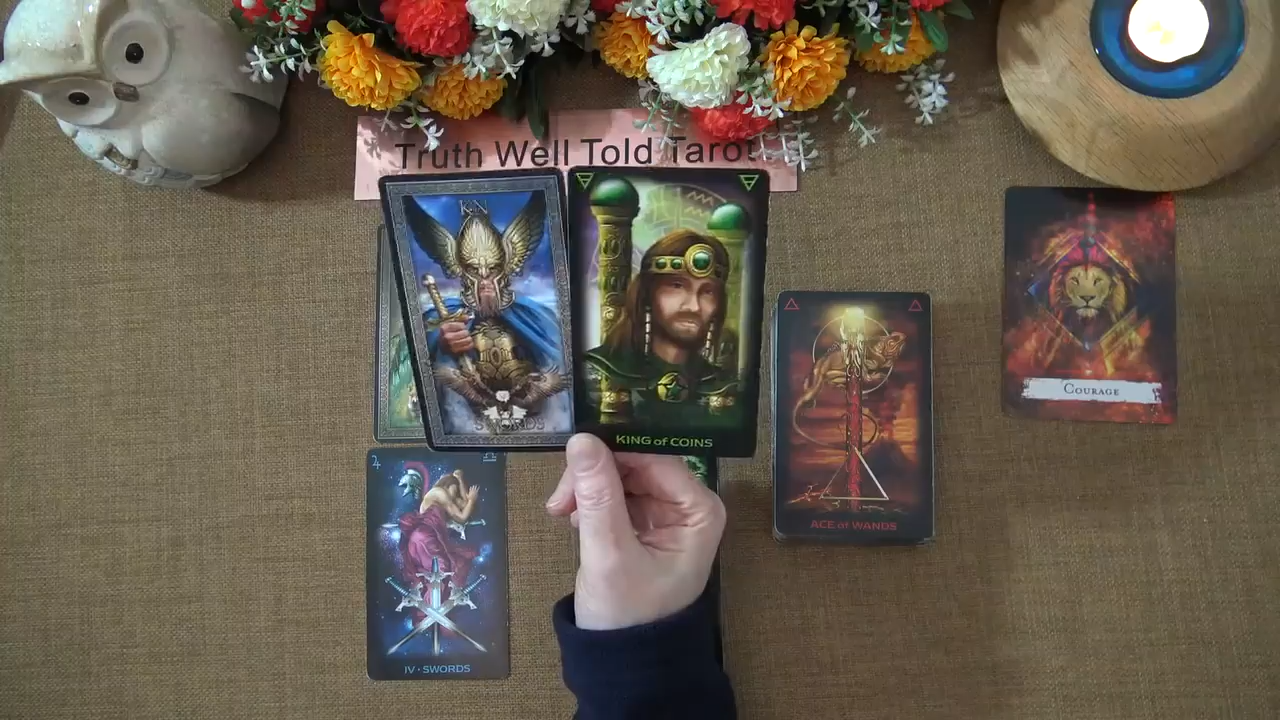 Truth Well Told Tarot
KN
SWORDS
KING of COINS
ACE of WANDS
COURAGE
IV • SWORDS